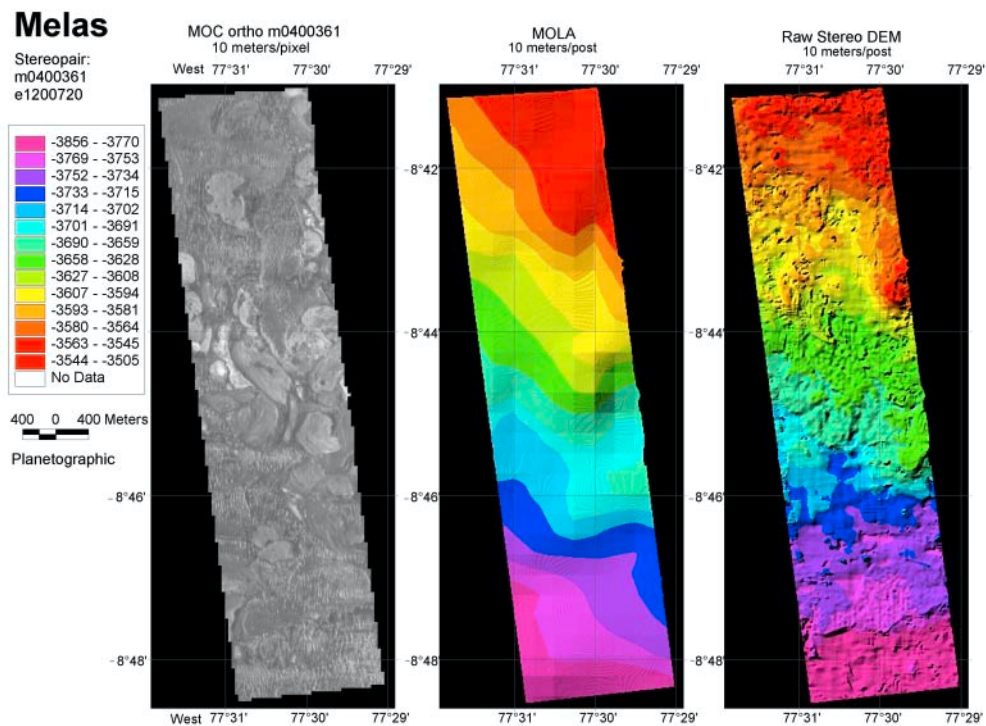 Melas
Stereopair:
m0400361
e1200720
-3856 - -3770
-3769 - -3753
-3752 - -3734
-3733 - -3715
-3714 - -3702
-3701 - -3691
-3690 - -3659
-3658 - -3628
-3627 - -3608
-3607 - -3594
-3593 - -3581
-3580 - -3564
-3563 - -3545
-3544 - -3505
No Data
400 0 400 Meters
Planetographic
MOC ortho m0400361
10 meters/pixel
West 77°31' 77°30' 77°29'
West 77°31' 77°30' 77°29'
MOLA
10 meters/post
77°31' 77°30' 77°29'
-8°42'
-8°44'
-8°46'
-8°48'
-8°42'
-8°44'
-8°46'
-8°48'
77°31' 77°30' 77°29'
Raw Stereo DEM
10 meters/post
77°31' 77°30' 77°29'
-8°42'
-8°44'
-8°46'
-8°48'
77°31' 77°30' 77°29'